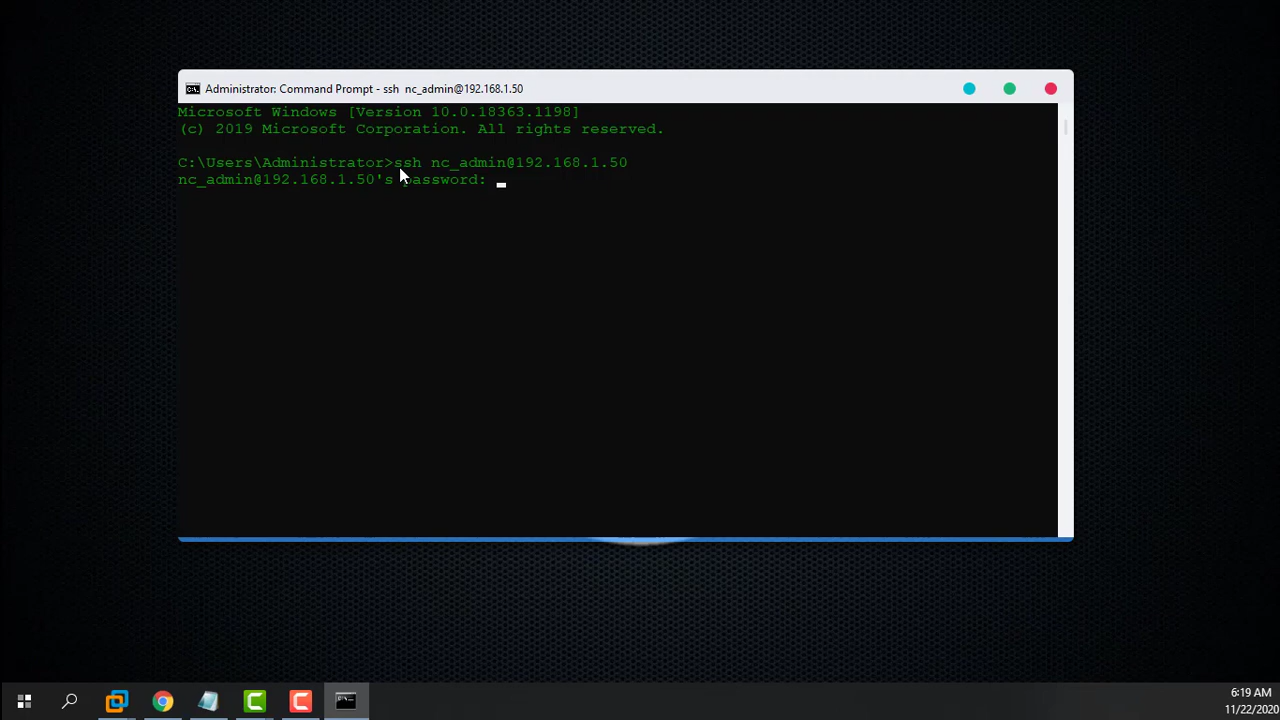 Administrator: Command Prompt - ssh nc_admin@192.168.1.50
Microsoft Windows [Version 10.0.18363.1198]
(c) 2019 Microsoft Corporation. All rights reserved.
C:\Users\Administrator>ssh nc_admin@192.168.1.50
nc_admin@192.168.1.50's password:
6:19 AM
11/22/2020